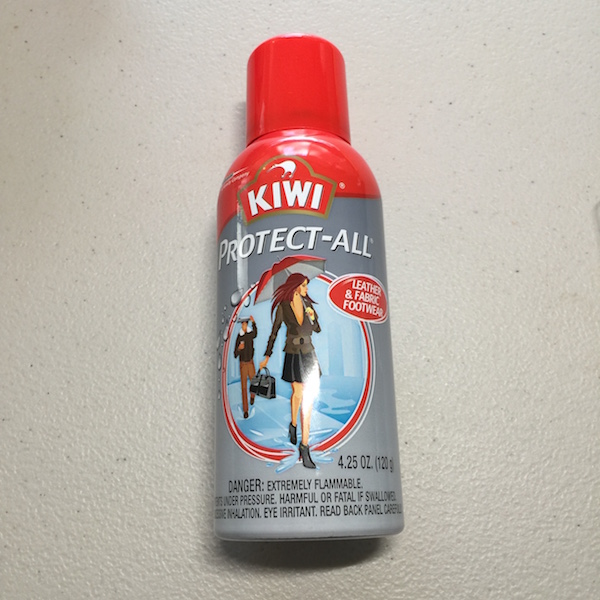 KIWI®
PROTECT-ALL®
LEATHER
& FABRIC
FOOTWEAR
4.25 OZ. (120 g)
DANGER: EXTREMELY FLAMMABLE.
UNDER PRESSURE. HARMFUL OR FATAL IF SWALLOWED.
INHALATION. EYE IRRITANT. READ BACK PANEL